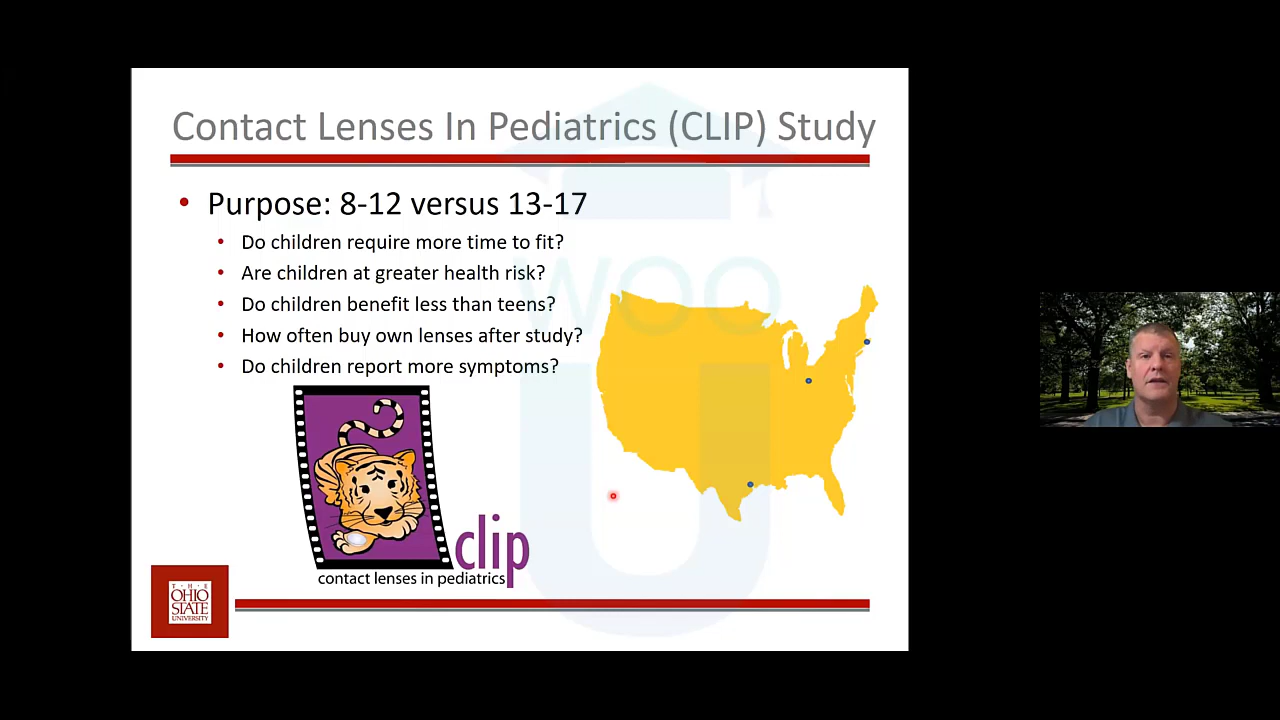 Contact Lenses In Pediatrics (CLIP) Study
• Purpose: 8-12 versus 13-17
• Do children require more time to fit?
• Are children at greater health risk?
• Do children benefit less than teens?
• How often buy own lenses after study?
• Do children report more symptoms?
WOO
U
clip
contact lenses in pediatrics
T·H·E
OHIO
STATE
UNIVERSITY